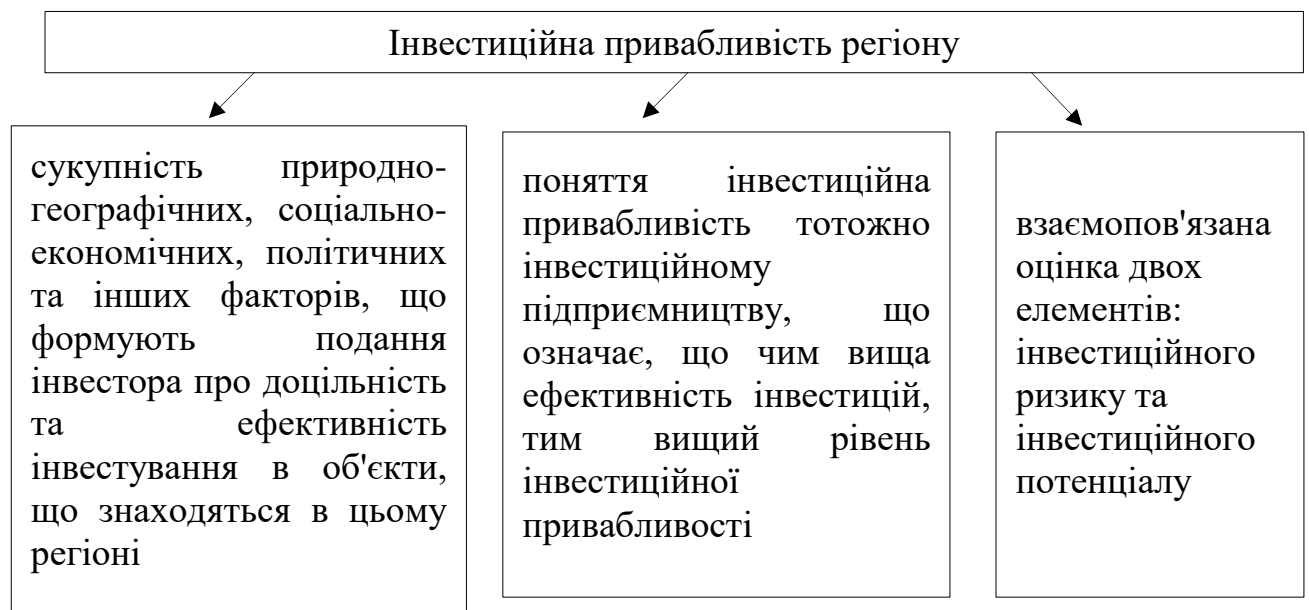 Інвестиційна привабливість регіону
сукупність природно-
географічних, соціально-
економічних, політичних
та інших факторів, що
формують подання
інвестора про доцільність
та ефективність
інвестування в об'єкти,
що знаходяться в цьому
регіоні
поняття інвестиційна
привабливість тотожно
інвестиційному
підприємництву, що
означає, що чим вища
ефективність інвестицій,
тим вищий рівень
інвестиційної
привабливості
взаємопов'язана
оцінка двох
елементів:
інвестиційного
ризику та
інвестиційного
потенціалу